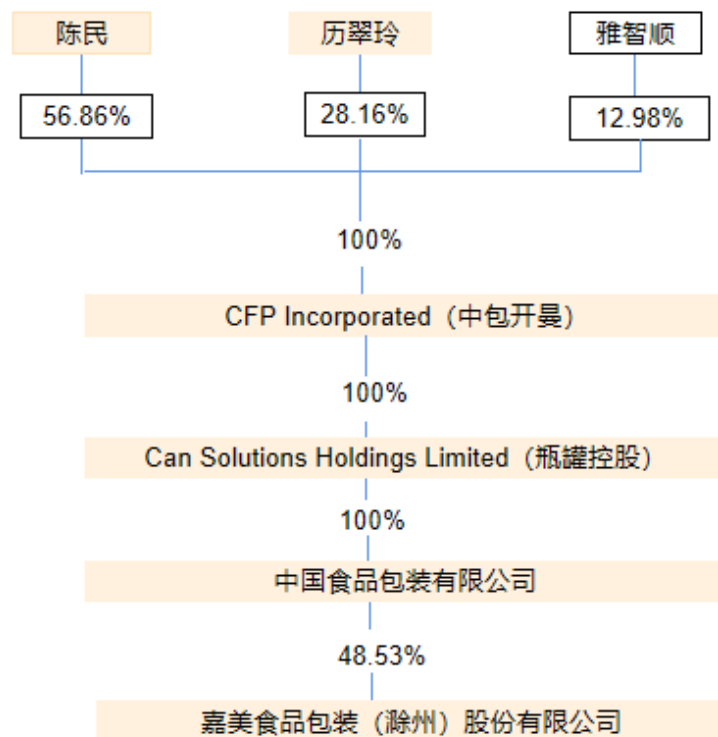 陈民
历翠玲
雅智顺
56.86%
28.16%
12.98%
100%
CFP Incorporated（中包开曼）
100%
Can Solutions Holdings Limited（瓶罐控股）
100%
中国食品包装有限公司
48.53%
嘉美食品包装（滁州）股份有限公司